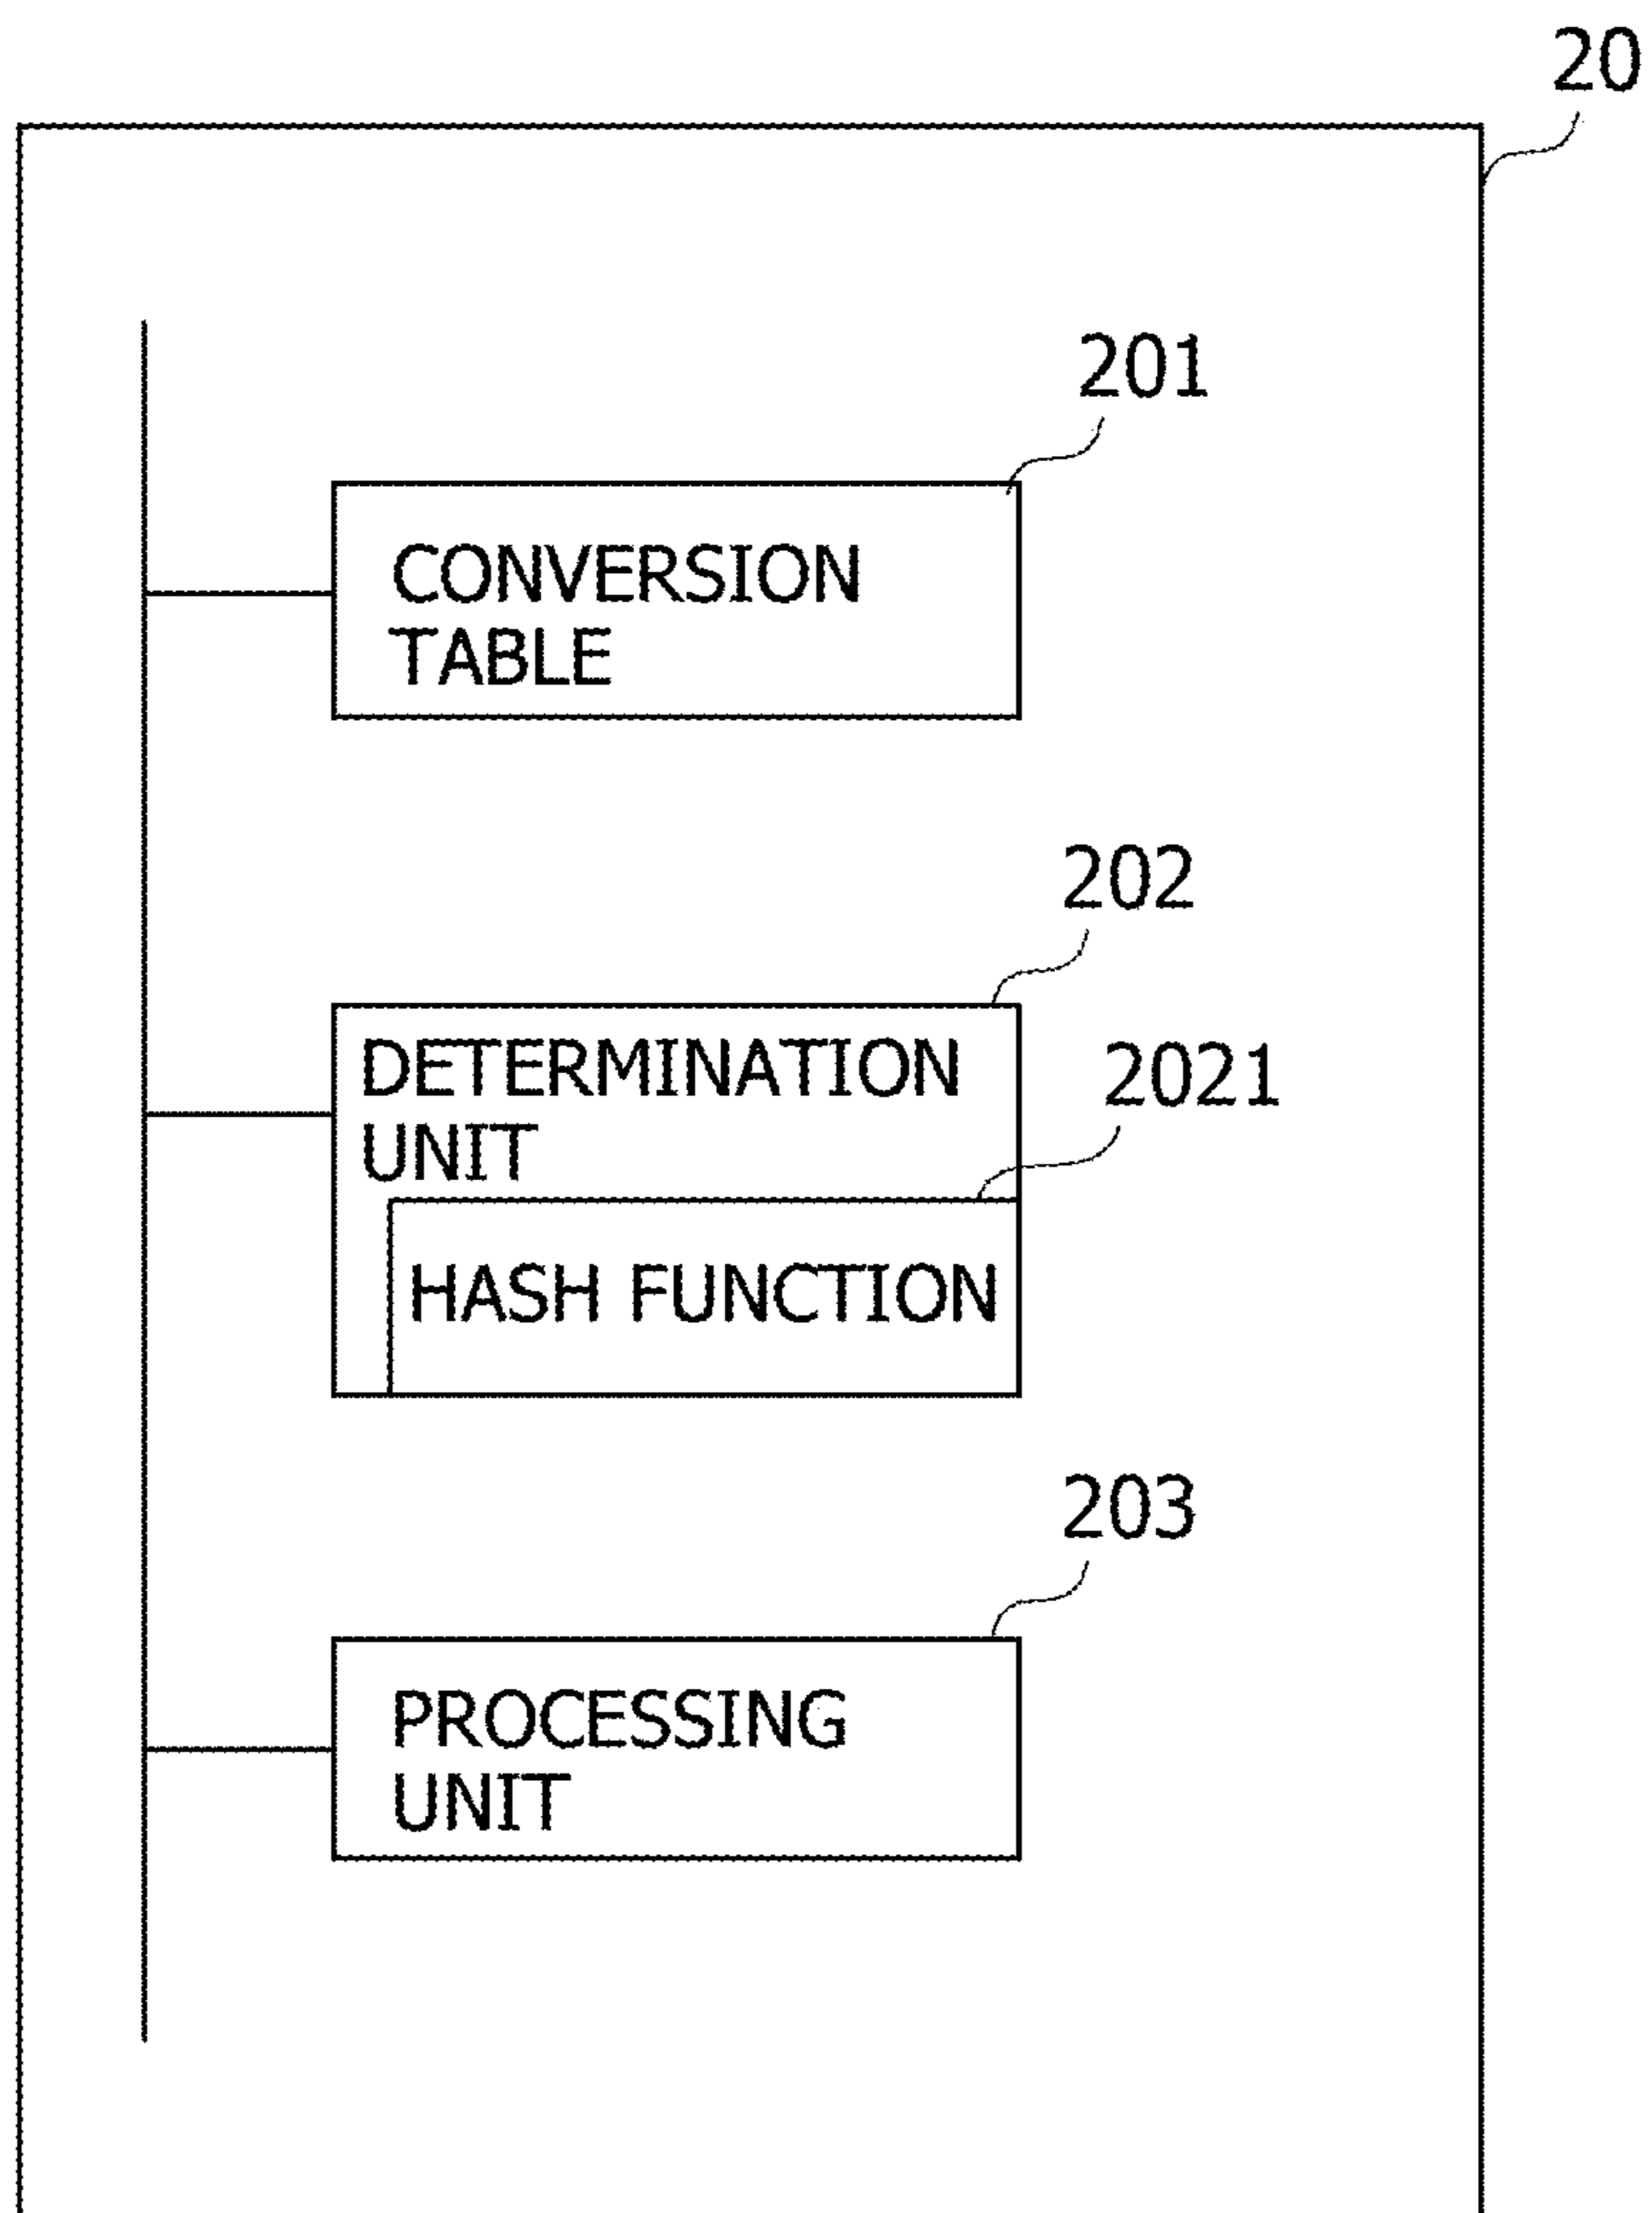 20
201
CONVERSION
TABLE
202
DETERMINATION
UNIT
2021
HASH FUNCTION
203
PROCESSING
UNIT